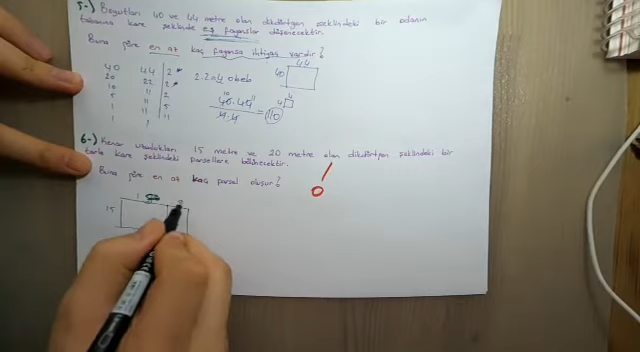 5-) Boyutları 40 ve 44 metre olan dikdörtgen şeklindeki bir odanın
tabanına kare şeklinde eş fayanslar döşenecektir.
Buna göre en az kaç fayansa ihtiyaç vardır?
40 44 2
20 22 2
10 11 2
5 11 5
1 11 11
1 1
2.2=4 obeb
40.44
4.4
10
11
= 110
44
40
4
4
6-) Kenar uzunlukları 15 metre ve 20 metre olan dikdörtgen şeklindeki bir
tarla kare şeklindeki parsellere bölünecektir.
Buna göre en az kaç parsel oluşur?
15